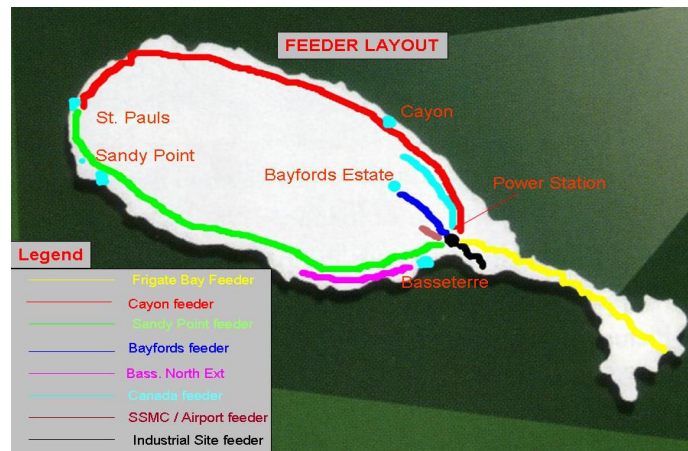 FEEDER LAYOUT
St. Pauls
Cayon
Sandy Point
Bayfords Estate
Power Station
Basseterre
Legend
Frigate Bay Feeder
Cayon feeder
Sandy Point feeder
Bayfords feeder
Bass. North Ext
Canada feeder
SSMC / Airport feeder
Industrial Site feeder